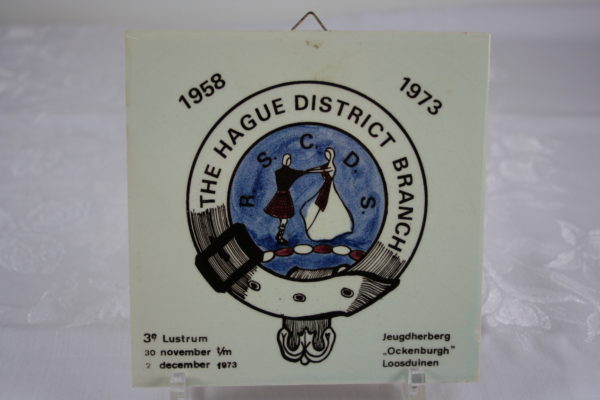 1958
1973
THE HAGUE DISTRICT BRANCH
R. S. C. D. S.
3e Lustrum
30 november t/m
2 december 1973
Jeugdherberg
„Ockenburgh"
Loosduinen